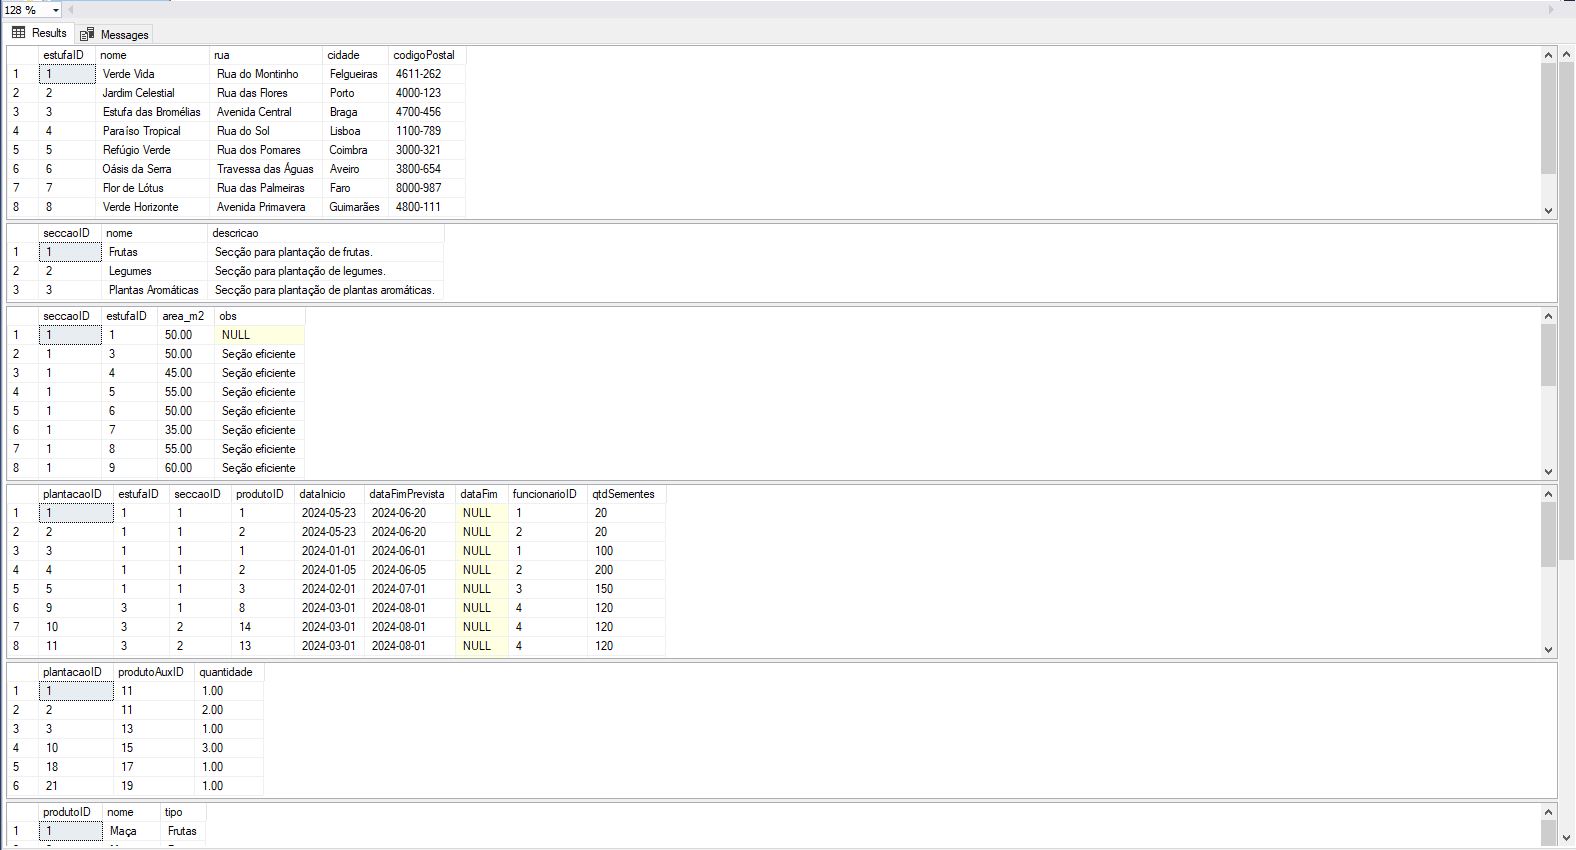 128 %
Results Messages
estufaID nome rua cidade codigoPostal
1 1 Verde Vida Rua do Montinho Felgueiras 4611-262
2 2 Jardim Celestial Rua das Flores Porto 4000-123
3 3 Estufa das Bromélias Avenida Central Braga 4700-456
4 4 Paraíso Tropical Rua do Sol Lisboa 1100-789
5 5 Refúgio Verde Rua dos Pomares Coimbra 3000-321
6 6 Oásis da Serra Travessa das Águas Aveiro 3800-654
7 7 Flor de Lótus Rua das Palmeiras Faro 8000-987
8 8 Verde Horizonte Avenida Primavera Guimarães 4800-111
seccaoID nome descricao
1 1 Frutas Secção para plantação de frutas.
2 2 Legumes Secção para plantação de legumes.
3 3 Plantas Aromáticas Secção para plantação de plantas aromáticas.
seccaoID estufaID area_m2 obs
1 1 1 50.00 NULL
2 1 3 50.00 Seção eficiente
3 1 4 45.00 Seção eficiente
4 1 5 55.00 Seção eficiente
5 1 6 50.00 Seção eficiente
6 1 7 35.00 Seção eficiente
7 1 8 55.00 Seção eficiente
8 1 9 60.00 Seção eficiente
plantacaoID estufaID seccaoID produtoID dataInicio dataFimPrevista dataFim funcionarioID qtdSementes
1 1 1 1 1 2024-05-23 2024-06-20 NULL 1 20
2 2 1 1 2 2024-05-23 2024-06-20 NULL 2 20
3 3 1 1 1 2024-01-01 2024-06-01 NULL 1 100
4 4 1 1 2 2024-01-05 2024-06-05 NULL 2 200
5 5 1 1 3 2024-02-01 2024-07-01 NULL 3 150
6 9 3 1 8 2024-03-01 2024-08-01 NULL 4 120
7 10 3 2 14 2024-03-01 2024-08-01 NULL 4 120
8 11 3 2 13 2024-03-01 2024-08-01 NULL 4 120
plantacaoID produtoAuxID quantidade
1 1 11 1.00
2 2 11 2.00
3 3 13 1.00
4 10 15 3.00
5 18 17 1.00
6 21 19 1.00
produtoID nome tipo
1 1 Maça Frutas